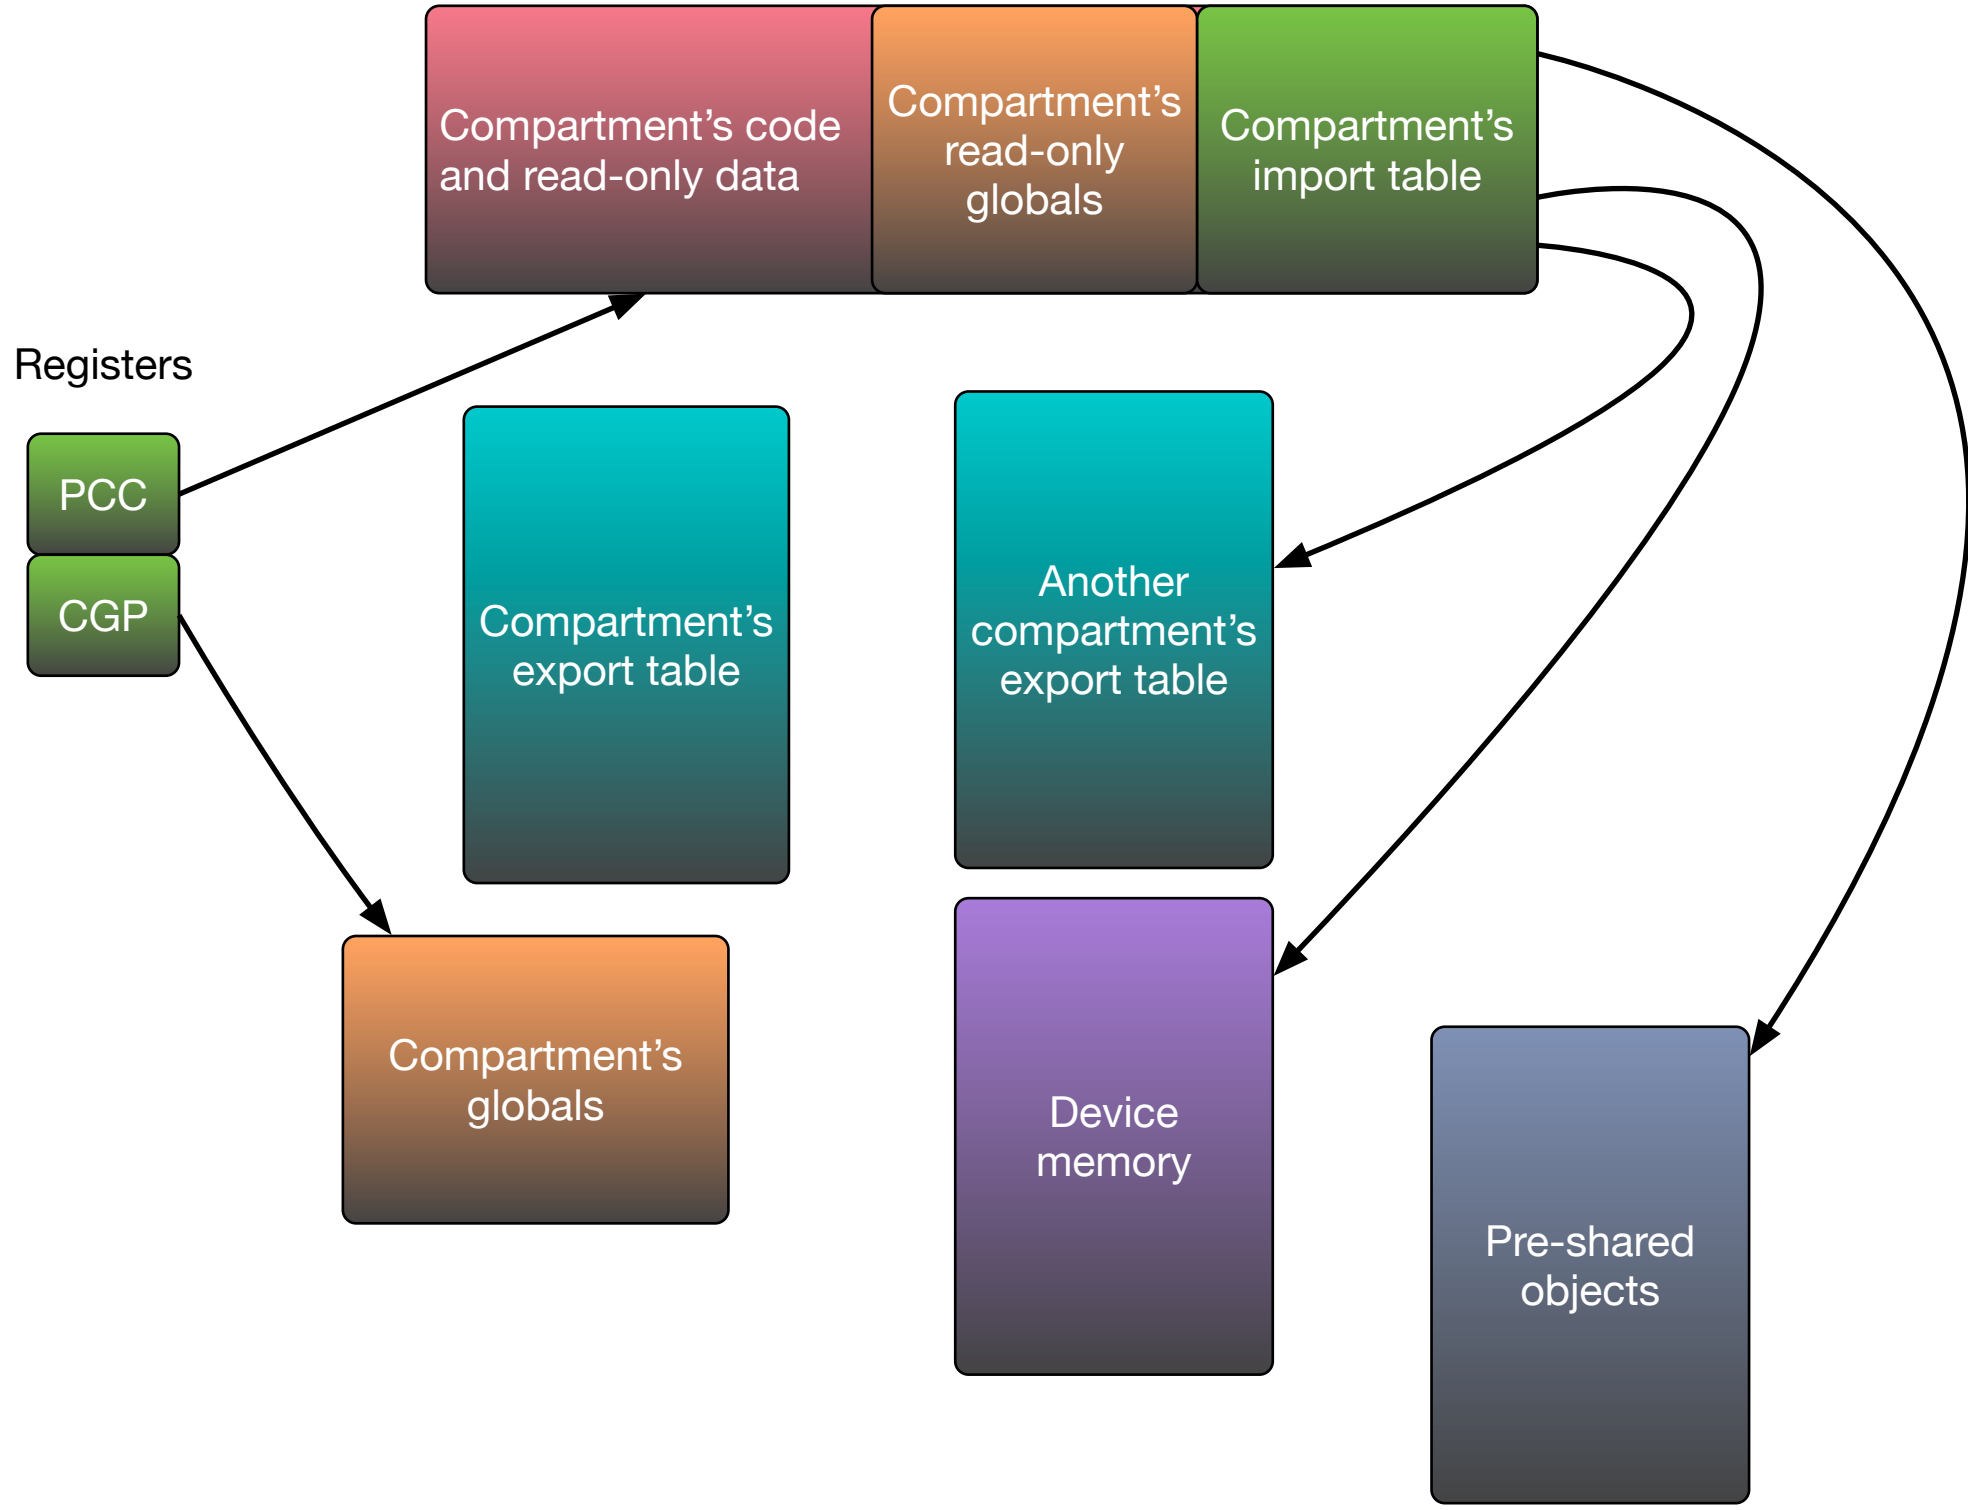 Compartment’s code
and read-only data
Compartment’s
read-only
globals
Compartment’s
import table
Registers
PCC
CGP
Compartment’s
export table
Another
compartment’s
export table
Compartment’s
globals
Device
memory
Pre-shared
objects